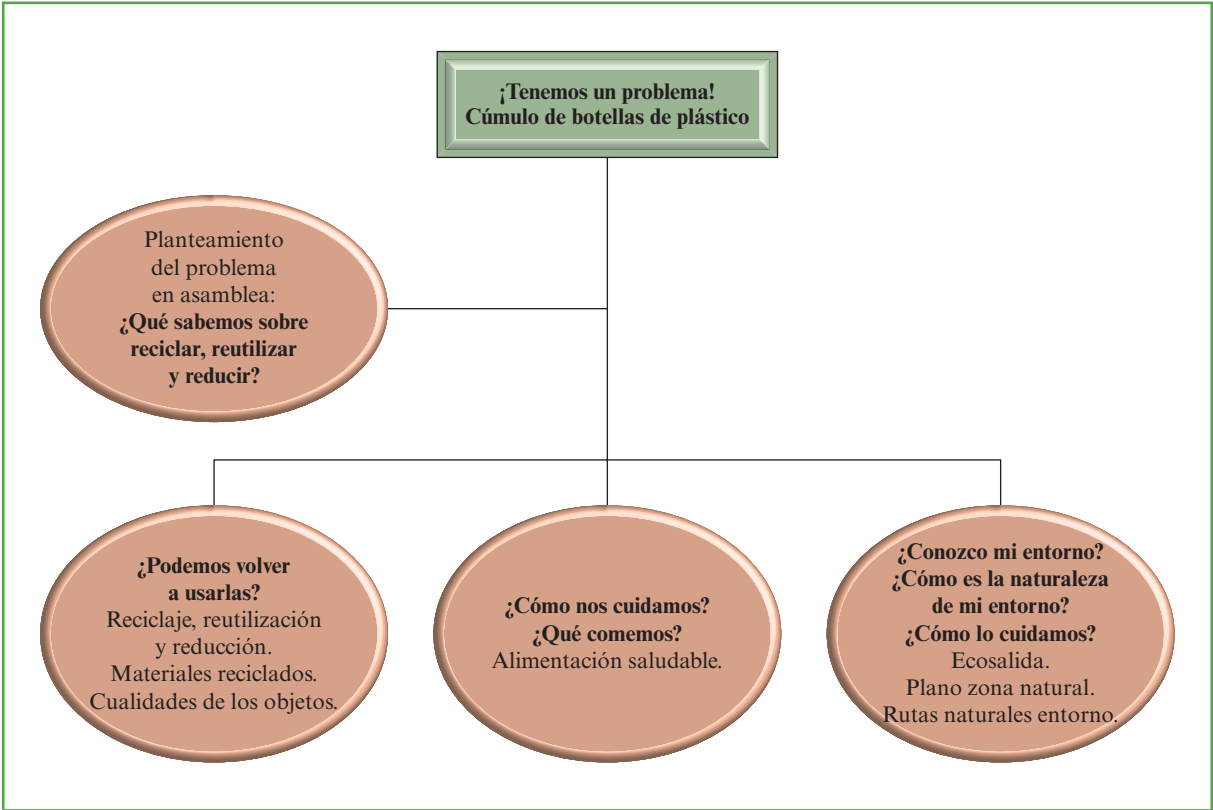 ¡Tenemos un problema!
Cúmulo de botellas de plástico
Planteamiento
del problema
en asamblea:
¿Qué sabemos sobre
reciclar, reutilizar
y reducir?
¿Podemos volver
a usarlas?
Reciclaje, reutilización
y reducción.
Materiales reciclados.
Cualidades de los objetos.
¿Cómo nos cuidamos?
¿Qué comemos?
Alimentación saludable.
¿Conozco mi entorno?
¿Cómo es la naturaleza
de mi entorno?
¿Cómo lo cuidamos?
Ecosalida.
Plano zona natural.
Rutas naturales entorno.